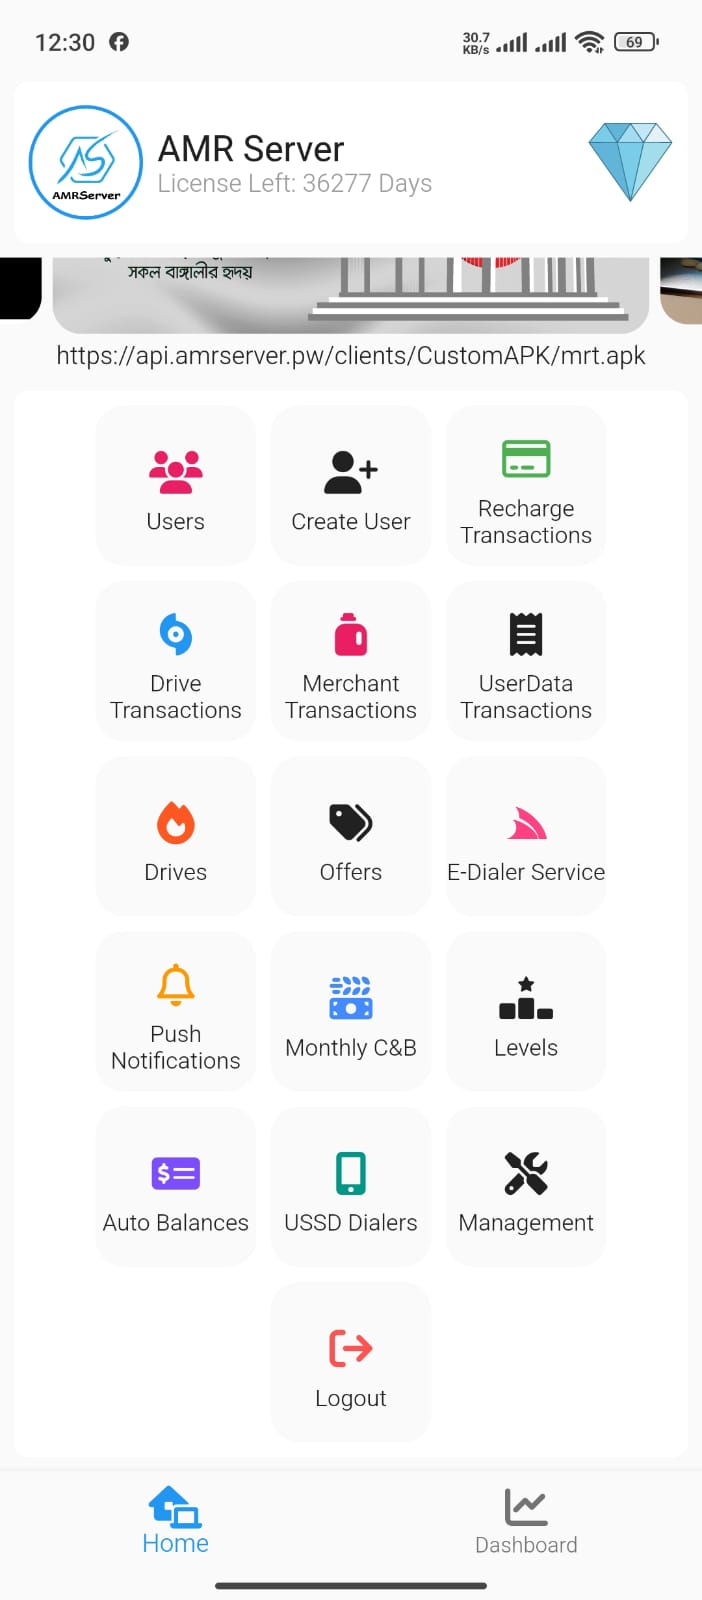 12:30
30.7
KB/s
69
AMR Server
License Left: 36277 Days
AMRServer
সকল বাঙ্গালীর হৃদয়
https://api.amrserver.pw/clients/CustomAPK/mrt.apk
Users
Create User
Recharge
Transactions
Drive
Transactions
Merchant
Transactions
UserData
Transactions
Drives
Offers
E-Dialer Service
Push
Notifications
Monthly C&B
Levels
Auto Balances
USSD Dialers
Management
Logout
Home
Dashboard